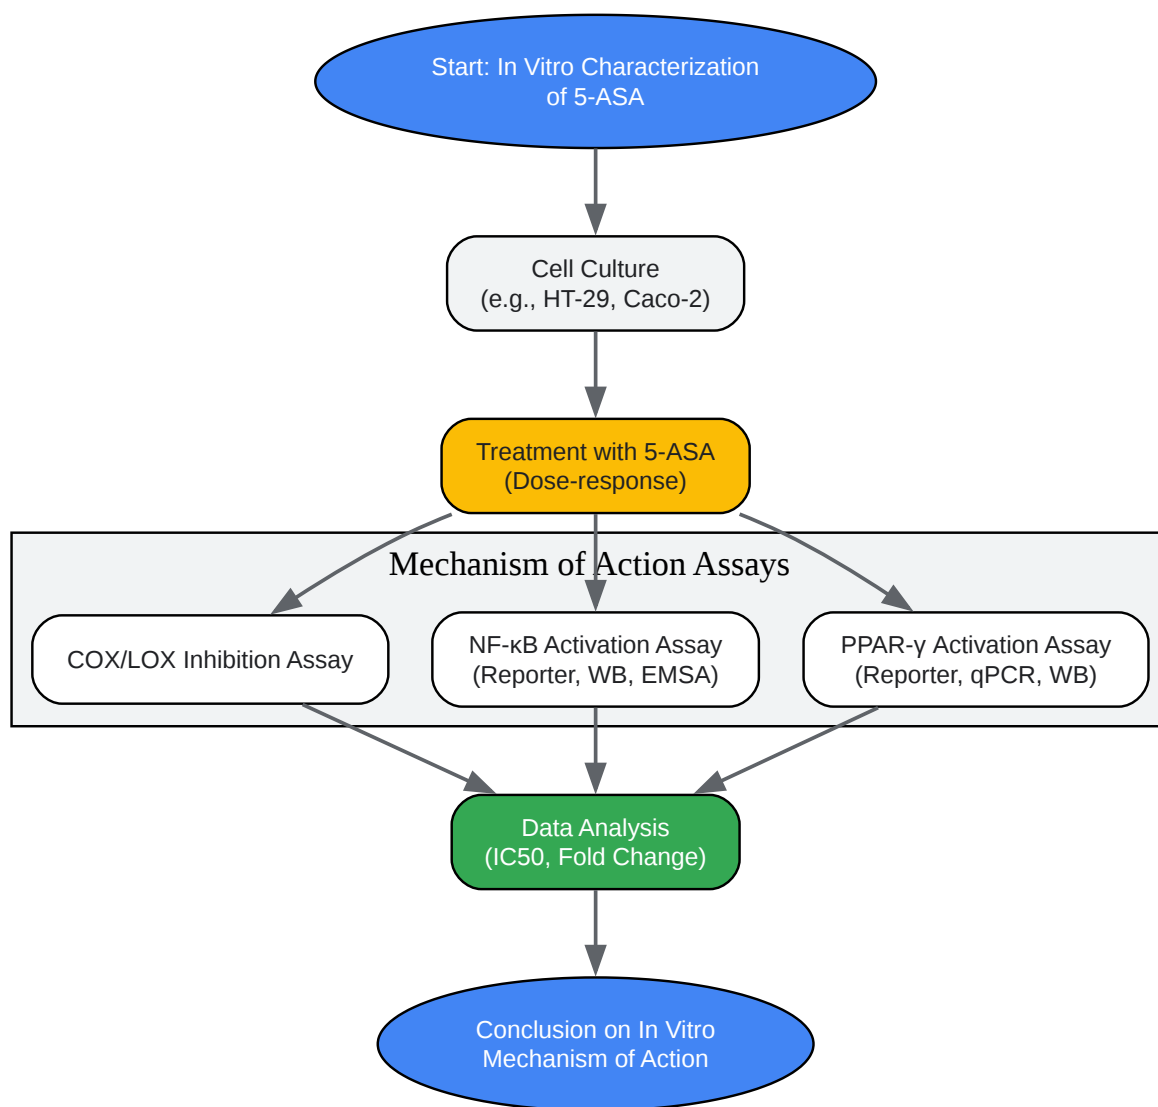 Start: In Vitro Characterization
of 5-ASA
Cell Culture
(e.g., HT-29, Caco-2)
Treatment with 5-ASA
(Dose-response)
Mechanism of Action Assays
COX/LOX Inhibition Assay
NF-κB Activation Assay
(Reporter, WB, EMSA)
PPAR-γ Activation Assay
(Reporter, qPCR, WB)
Data Analysis
(IC50, Fold Change)
Conclusion on In Vitro
Mechanism of Action